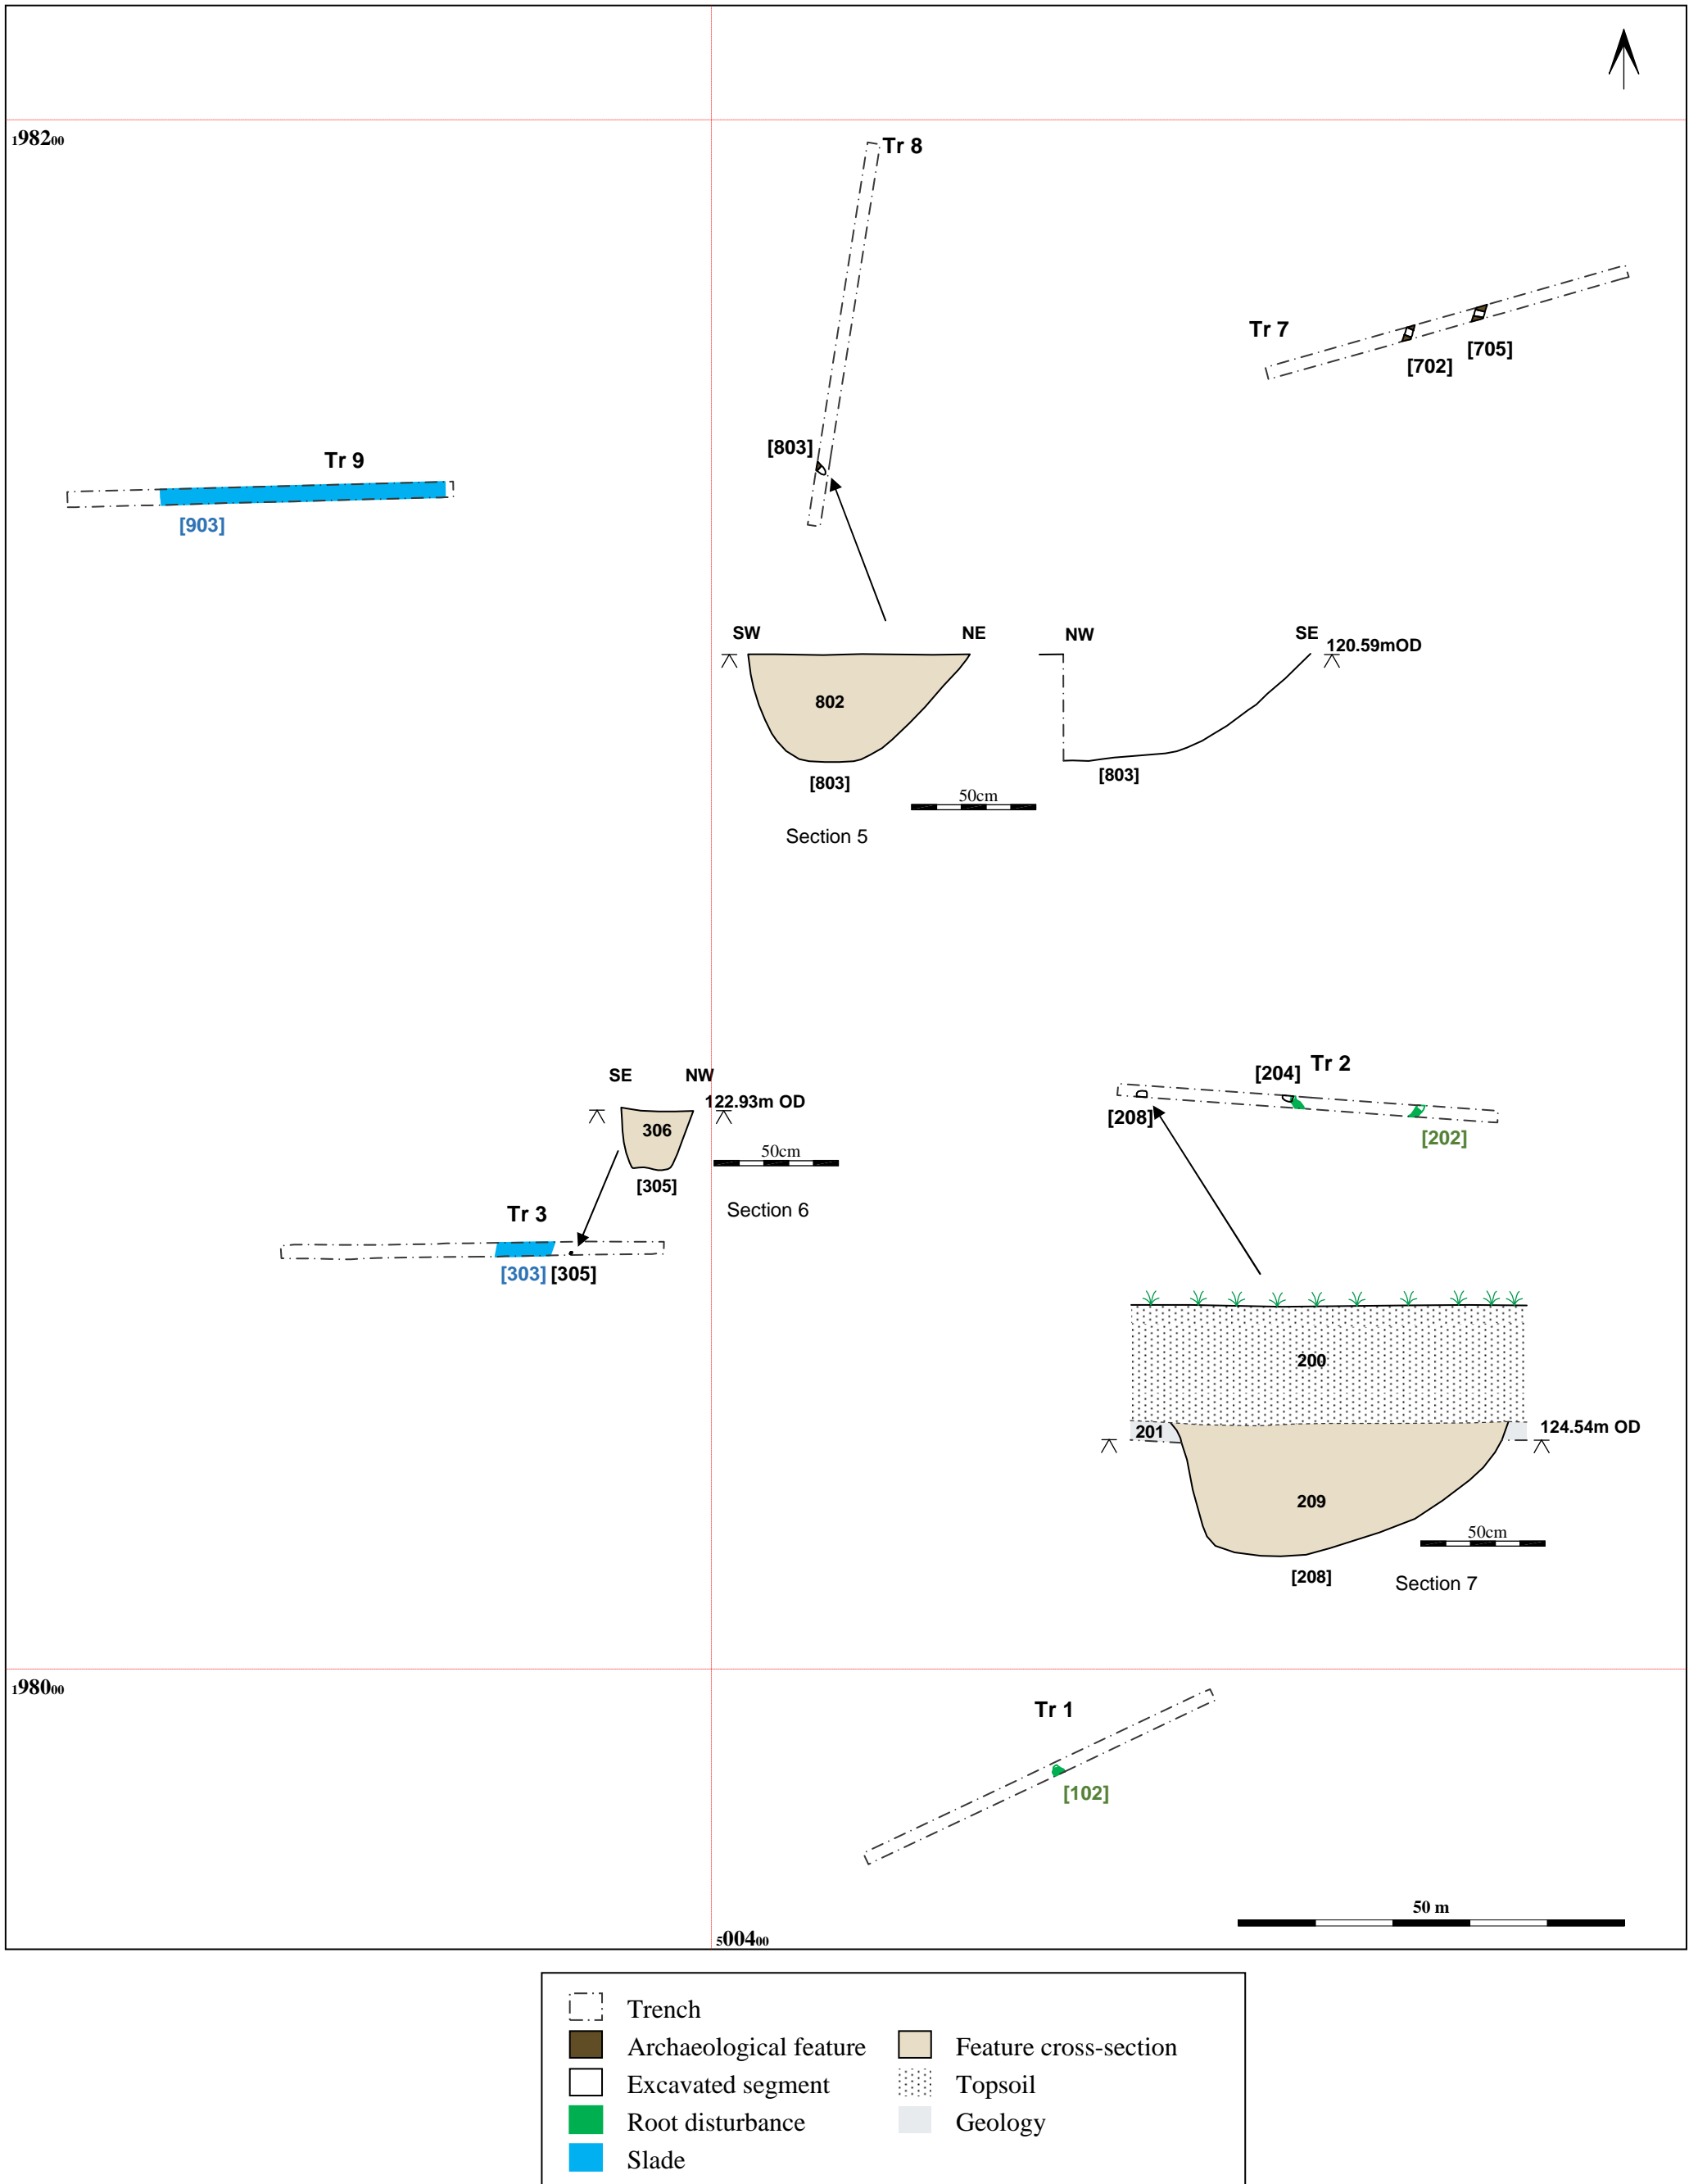 198200
Tr 8
Tr 7
[702]
[705]
[803]
Tr 9
[903]
SW
NE
NW
SE
120.59mOD
802
[803]
[803]
50cm
Section 5
SE
NW
122.93m OD
306
[305]
50cm
Section 6
Tr 3
[303]
[305]
Tr 2
[204]
[208]
[202]
200
201
124.54m OD
209
50cm
[208]
Section 7
198000
Tr 1
[102]
50 m
500400
Trench
Archaeological feature
Feature cross-section
Excavated segment
Topsoil
Root disturbance
Geology
Slade